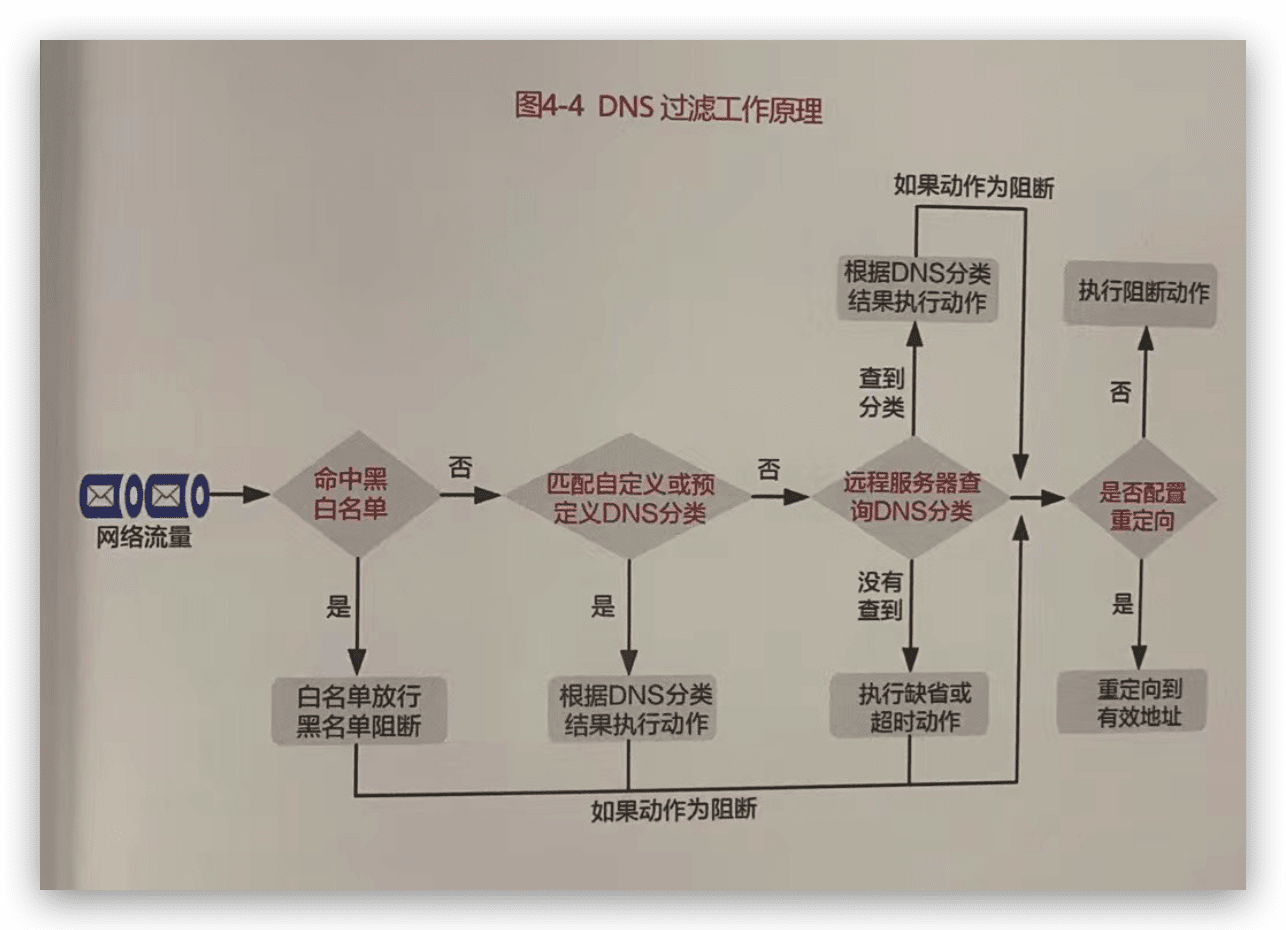 图4-4 DNS 过滤工作原理
如果动作为阻断
根据DNS分类
结果执行动作
执行阻断动作
查到
分类
否
命中黑
白名单
否
匹配自定义或预
定义DNS分类
否
远程服务器查
询DNS分类
是否配置
重定向
网络流量
是
是
没有
查到
是
白名单放行
黑名单阻断
根据DNS分类
结果执行动作
执行缺省或
超时动作
重定向到
有效地址
如果动作为阻断